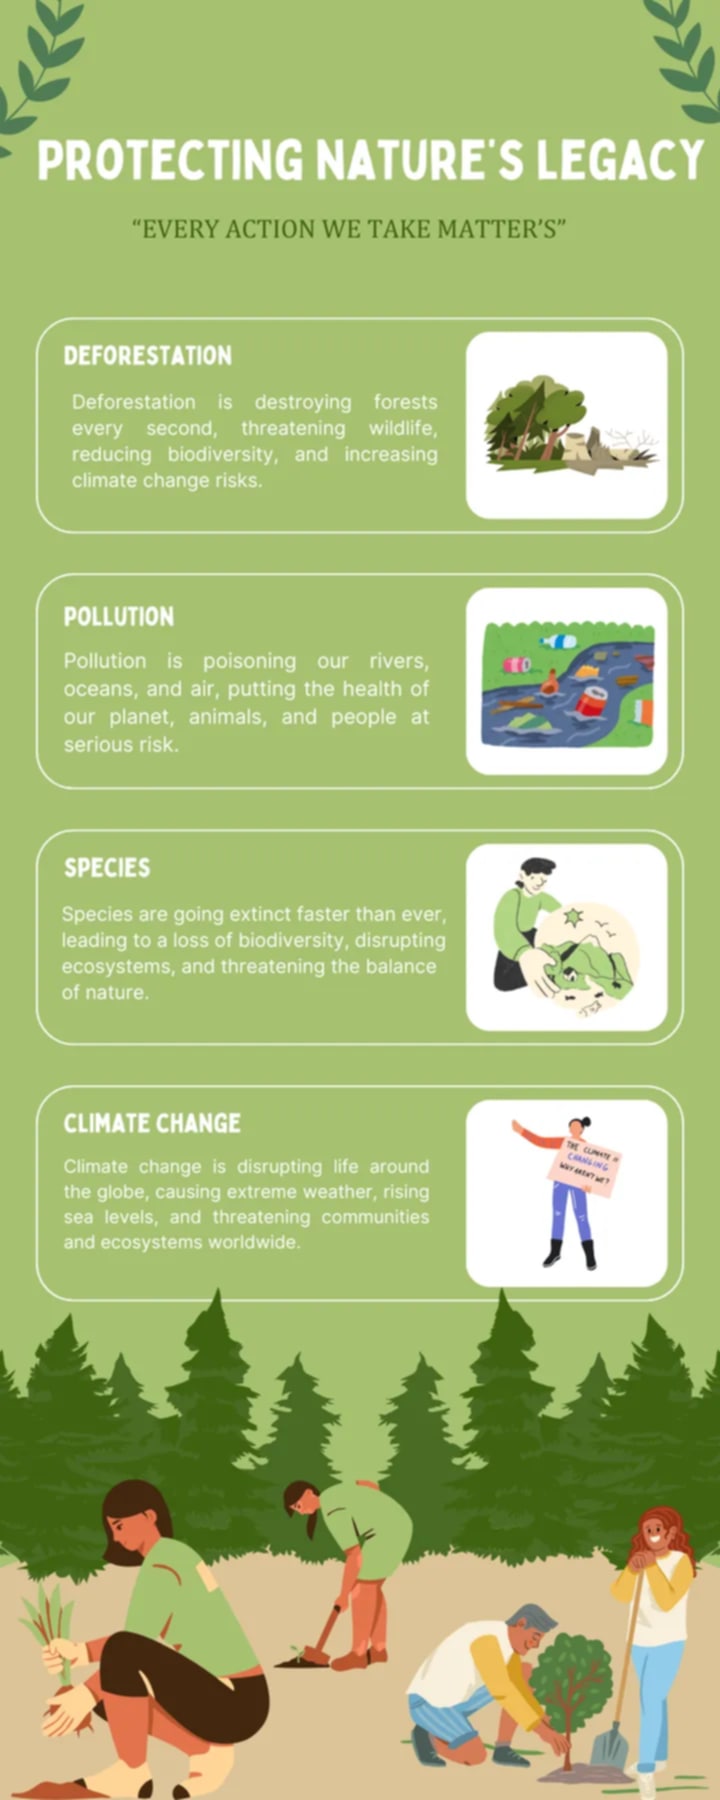 PROTECTING NATURE'S LEGACY
“EVERY ACTION WE TAKE MATTER’S”
DEFORESTATION
Deforestation is destroying forests
every second, threatening wildlife,
reducing biodiversity, and increasing
climate change risks.
POLLUTION
Pollution is poisoning our rivers,
oceans, and air, putting the health of
our planet, animals, and people at
serious risk.
SPECIES
Species are going extinct faster than ever,
leading to a loss of biodiversity, disrupting
ecosystems, and threatening the balance
of nature.
CLIMATE CHANGE
Climate change is disrupting life around
the globe, causing extreme weather, rising
sea levels, and threatening communities
and ecosystems worldwide.
THE CLIMATE IS
CHANGING
WHY AREN'T WE?